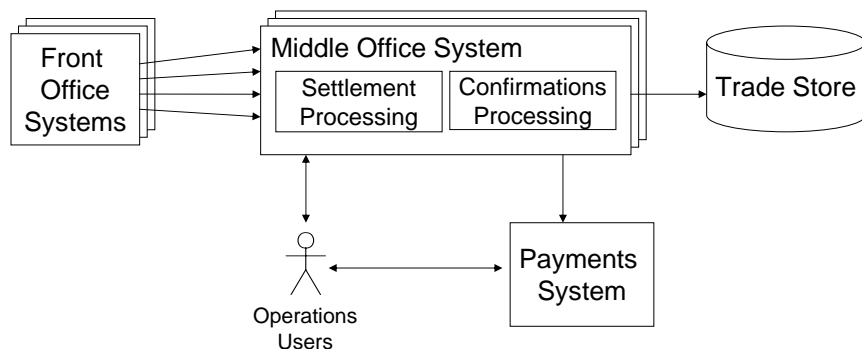 Front
Office
Systems
Middle Office System
Settlement
Processing
Confirmations
Processing
Trade Store
Operations
Users
Payments
System